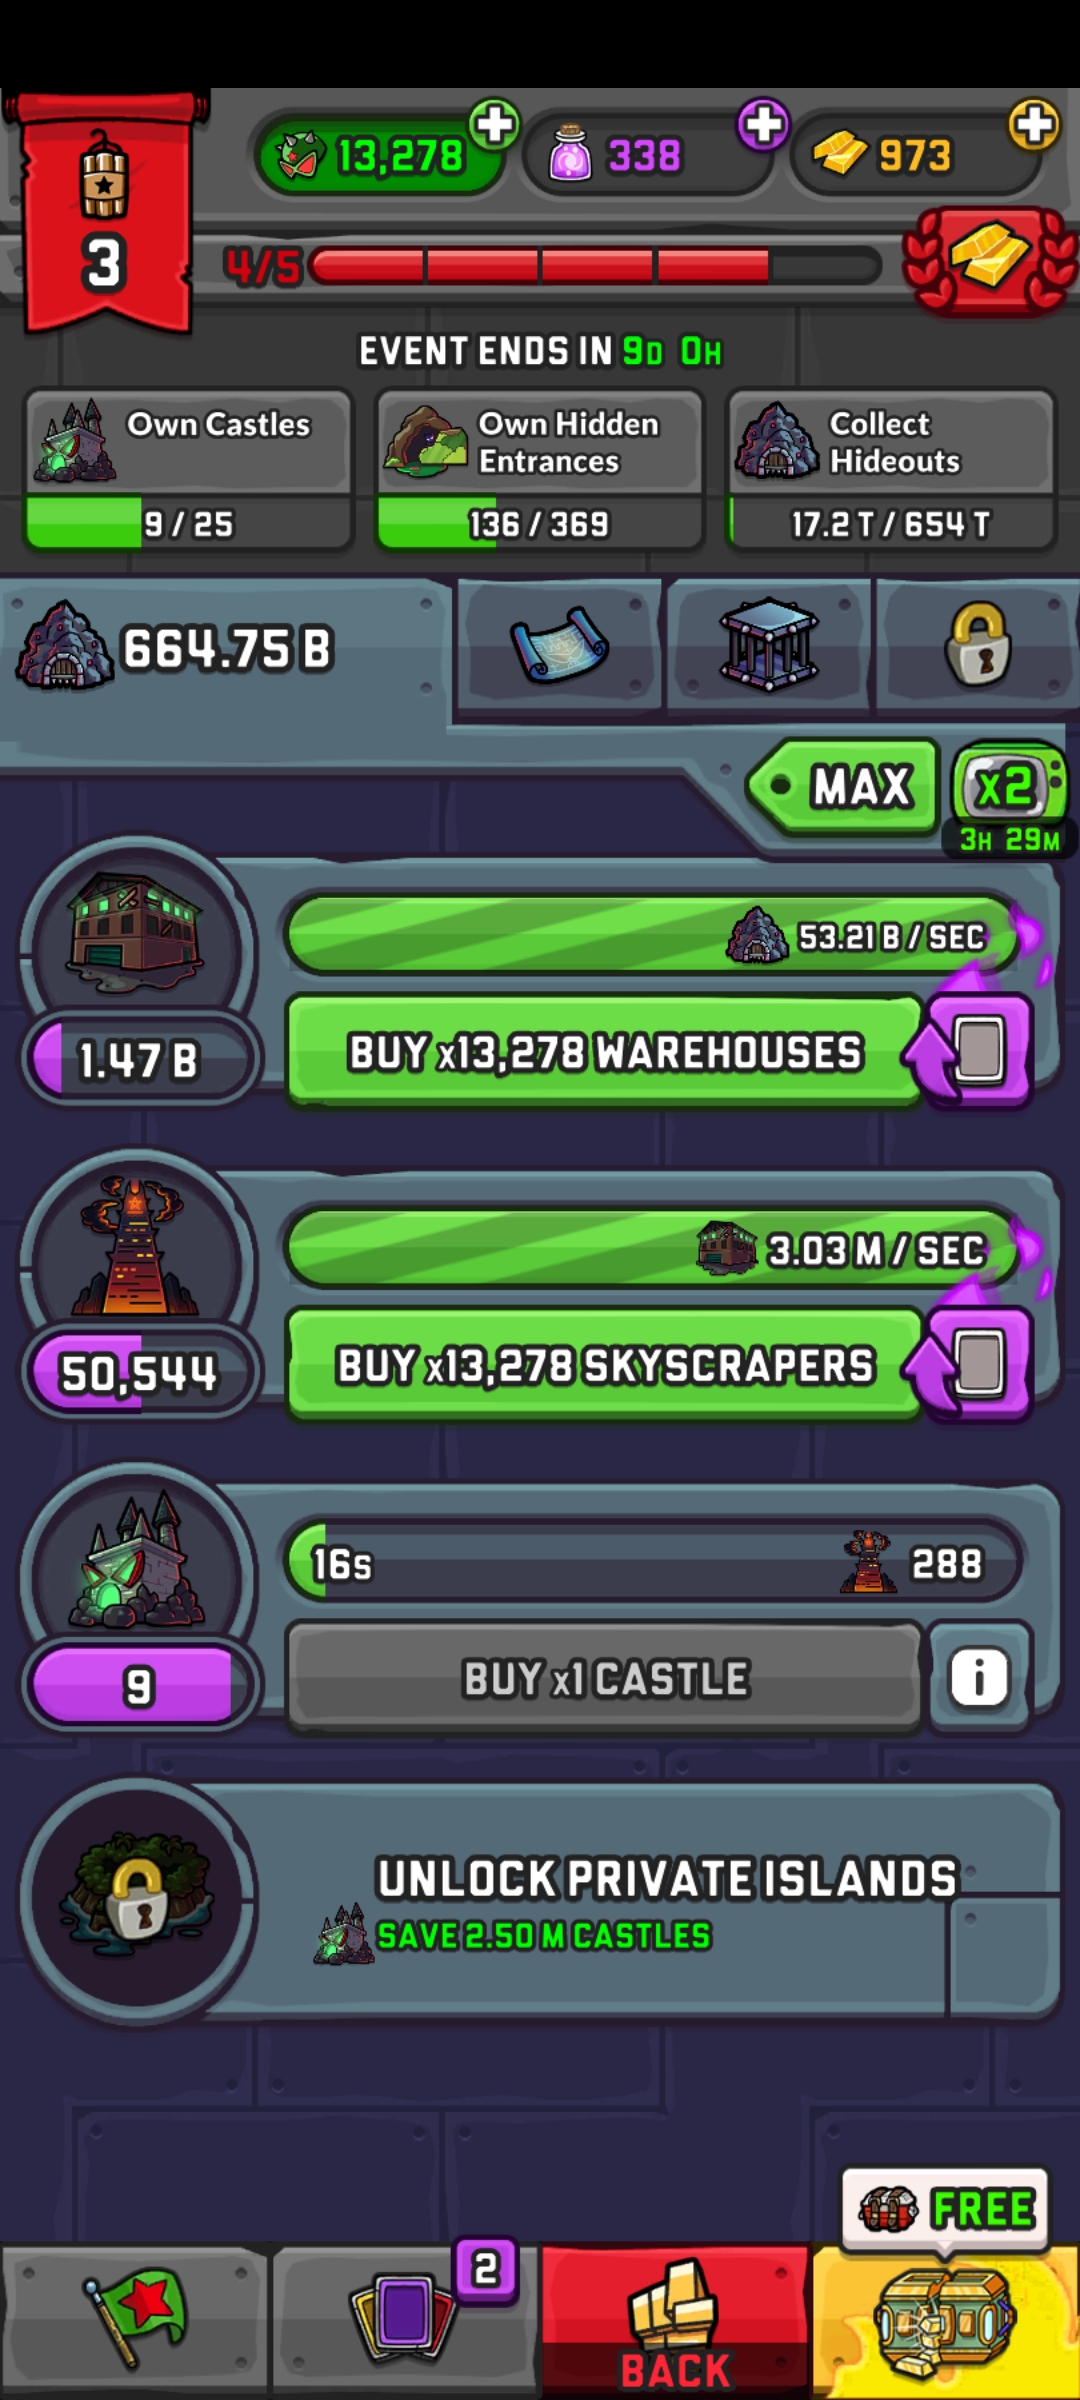 13,278
338
973
3
4/5
EVENT ENDS IN 9D 0H
Own Castles
9 / 25
Own Hidden
Entrances
136 / 369
Collect
Hideouts
17.2 T / 654 T
664.75 B
MAX
x2
3H 29M
53.21 B / SEC
1.47 B
BUY x13,278 WAREHOUSES
3.03 M / SEC
50,544
BUY x13,278 SKYSCRAPERS
16s
288
9
BUY x1 CASTLE
i
UNLOCK PRIVATE ISLANDS
SAVE 2.50 M CASTLES
FREE
2
BACK